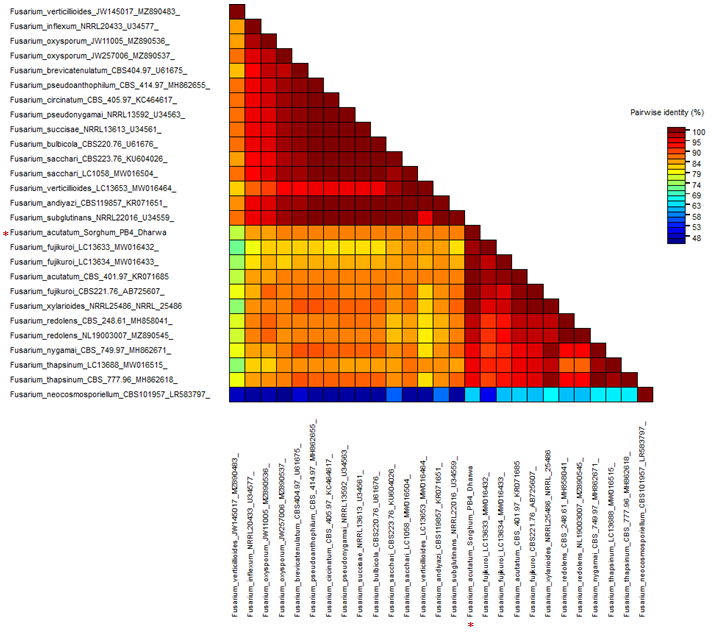 Fusarium_verticillioides_JW145017_MZ890483_
Fusarium_inflexum_NRRL20433_U34577_
Fusarium_oxysporum_JW11005_MZ890536_
Fusarium_oxysporum_JW257006_MZ890537_
Fusarium_brevicatenulatum_CBS404.97_U61675_
Fusarium_pseudoanthophilum_CBS_414.97_MH862655_
Fusarium_circinatum_CBS_405.97_KC464617_
Fusarium_pseudonygamai_NRRL13592_U34563_
Fusarium_succisae_NRRL13613_U34561_
Fusarium_bulbicola_CBS220.76_U61676_
Fusarium_sacchari_CBS223.76_KU604026_
Fusarium_sacchari_LC1058_MW016504_
Fusarium_verticillioides_LC13653_MW016464_
Fusarium_andiyazi_CBS119857_KR071651_
Fusarium_subglutinans_NRRL22016_U34559_
*Fusarium_acutatum_Sorghum_PB4_Dharwa
Fusarium_fujikuroi_LC13633_MW016432_
Fusarium_fujikuroi_LC13634_MW016433_
Fusarium_acutatum_CBS_401.97_KR071685
Fusarium_fujikuroi_CBS221.76_AB725607_
Fusarium_xylarioides_NRRL25486_NRRL_25486
Fusarium_redolens_CBS_248.61_MH858041_
Fusarium_redolens_NL19003007_MZ890545_
Fusarium_nygamai_CBS_749.97_MH862671_
Fusarium_thapsinum_LC13688_MW016515_
Fusarium_thapsinum_CBS_777.96_MH862618_
Fusarium_neocosmosporiellum_CBS101957_LR583797_
Pairwise identity (%)
100
95
90
84
79
74
69
63
58
53
48
Fusarium_verticillioides_JW145017_MZ890483_
Fusarium_inflexum_NRRL20433_U34577_
Fusarium_oxysporum_JW11005_MZ890536_
Fusarium_oxysporum_JW257006_MZ890537_
Fusarium_brevicatenulatum_CBS404.97_U61675_
Fusarium_pseudoanthophilum_CBS_414.97_MH862655_
Fusarium_circinatum_CBS_405.97_KC464617_
Fusarium_pseudonygamai_NRRL13592_U34563_
Fusarium_succisae_NRRL13613_U34561_
Fusarium_bulbicola_CBS220.76_U61676_
Fusarium_sacchari_CBS223.76_KU604026_
Fusarium_sacchari_LC1058_MW016504_
Fusarium_verticillioides_LC13653_MW016464_
Fusarium_andiyazi_CBS119857_KR071651_
Fusarium_subglutinans_NRRL22016_U34559_
*Fusarium_acutatum_Sorghum_PB4_Dharwa
Fusarium_fujikuroi_LC13633_MW016432_
Fusarium_fujikuroi_LC13634_MW016433_
Fusarium_acutatum_CBS_401.97_KR071685
Fusarium_fujikuroi_CBS221.76_AB725607_
Fusarium_xylarioides_NRRL25486_NRRL_25486
Fusarium_redolens_CBS_248.61_MH858041_
Fusarium_redolens_NL19003007_MZ890545_
Fusarium_nygamai_CBS_749.97_MH862671_
Fusarium_thapsinum_LC13688_MW016515_
Fusarium_thapsinum_CBS_777.96_MH862618_
Fusarium_neocosmosporiellum_CBS101957_LR583797_